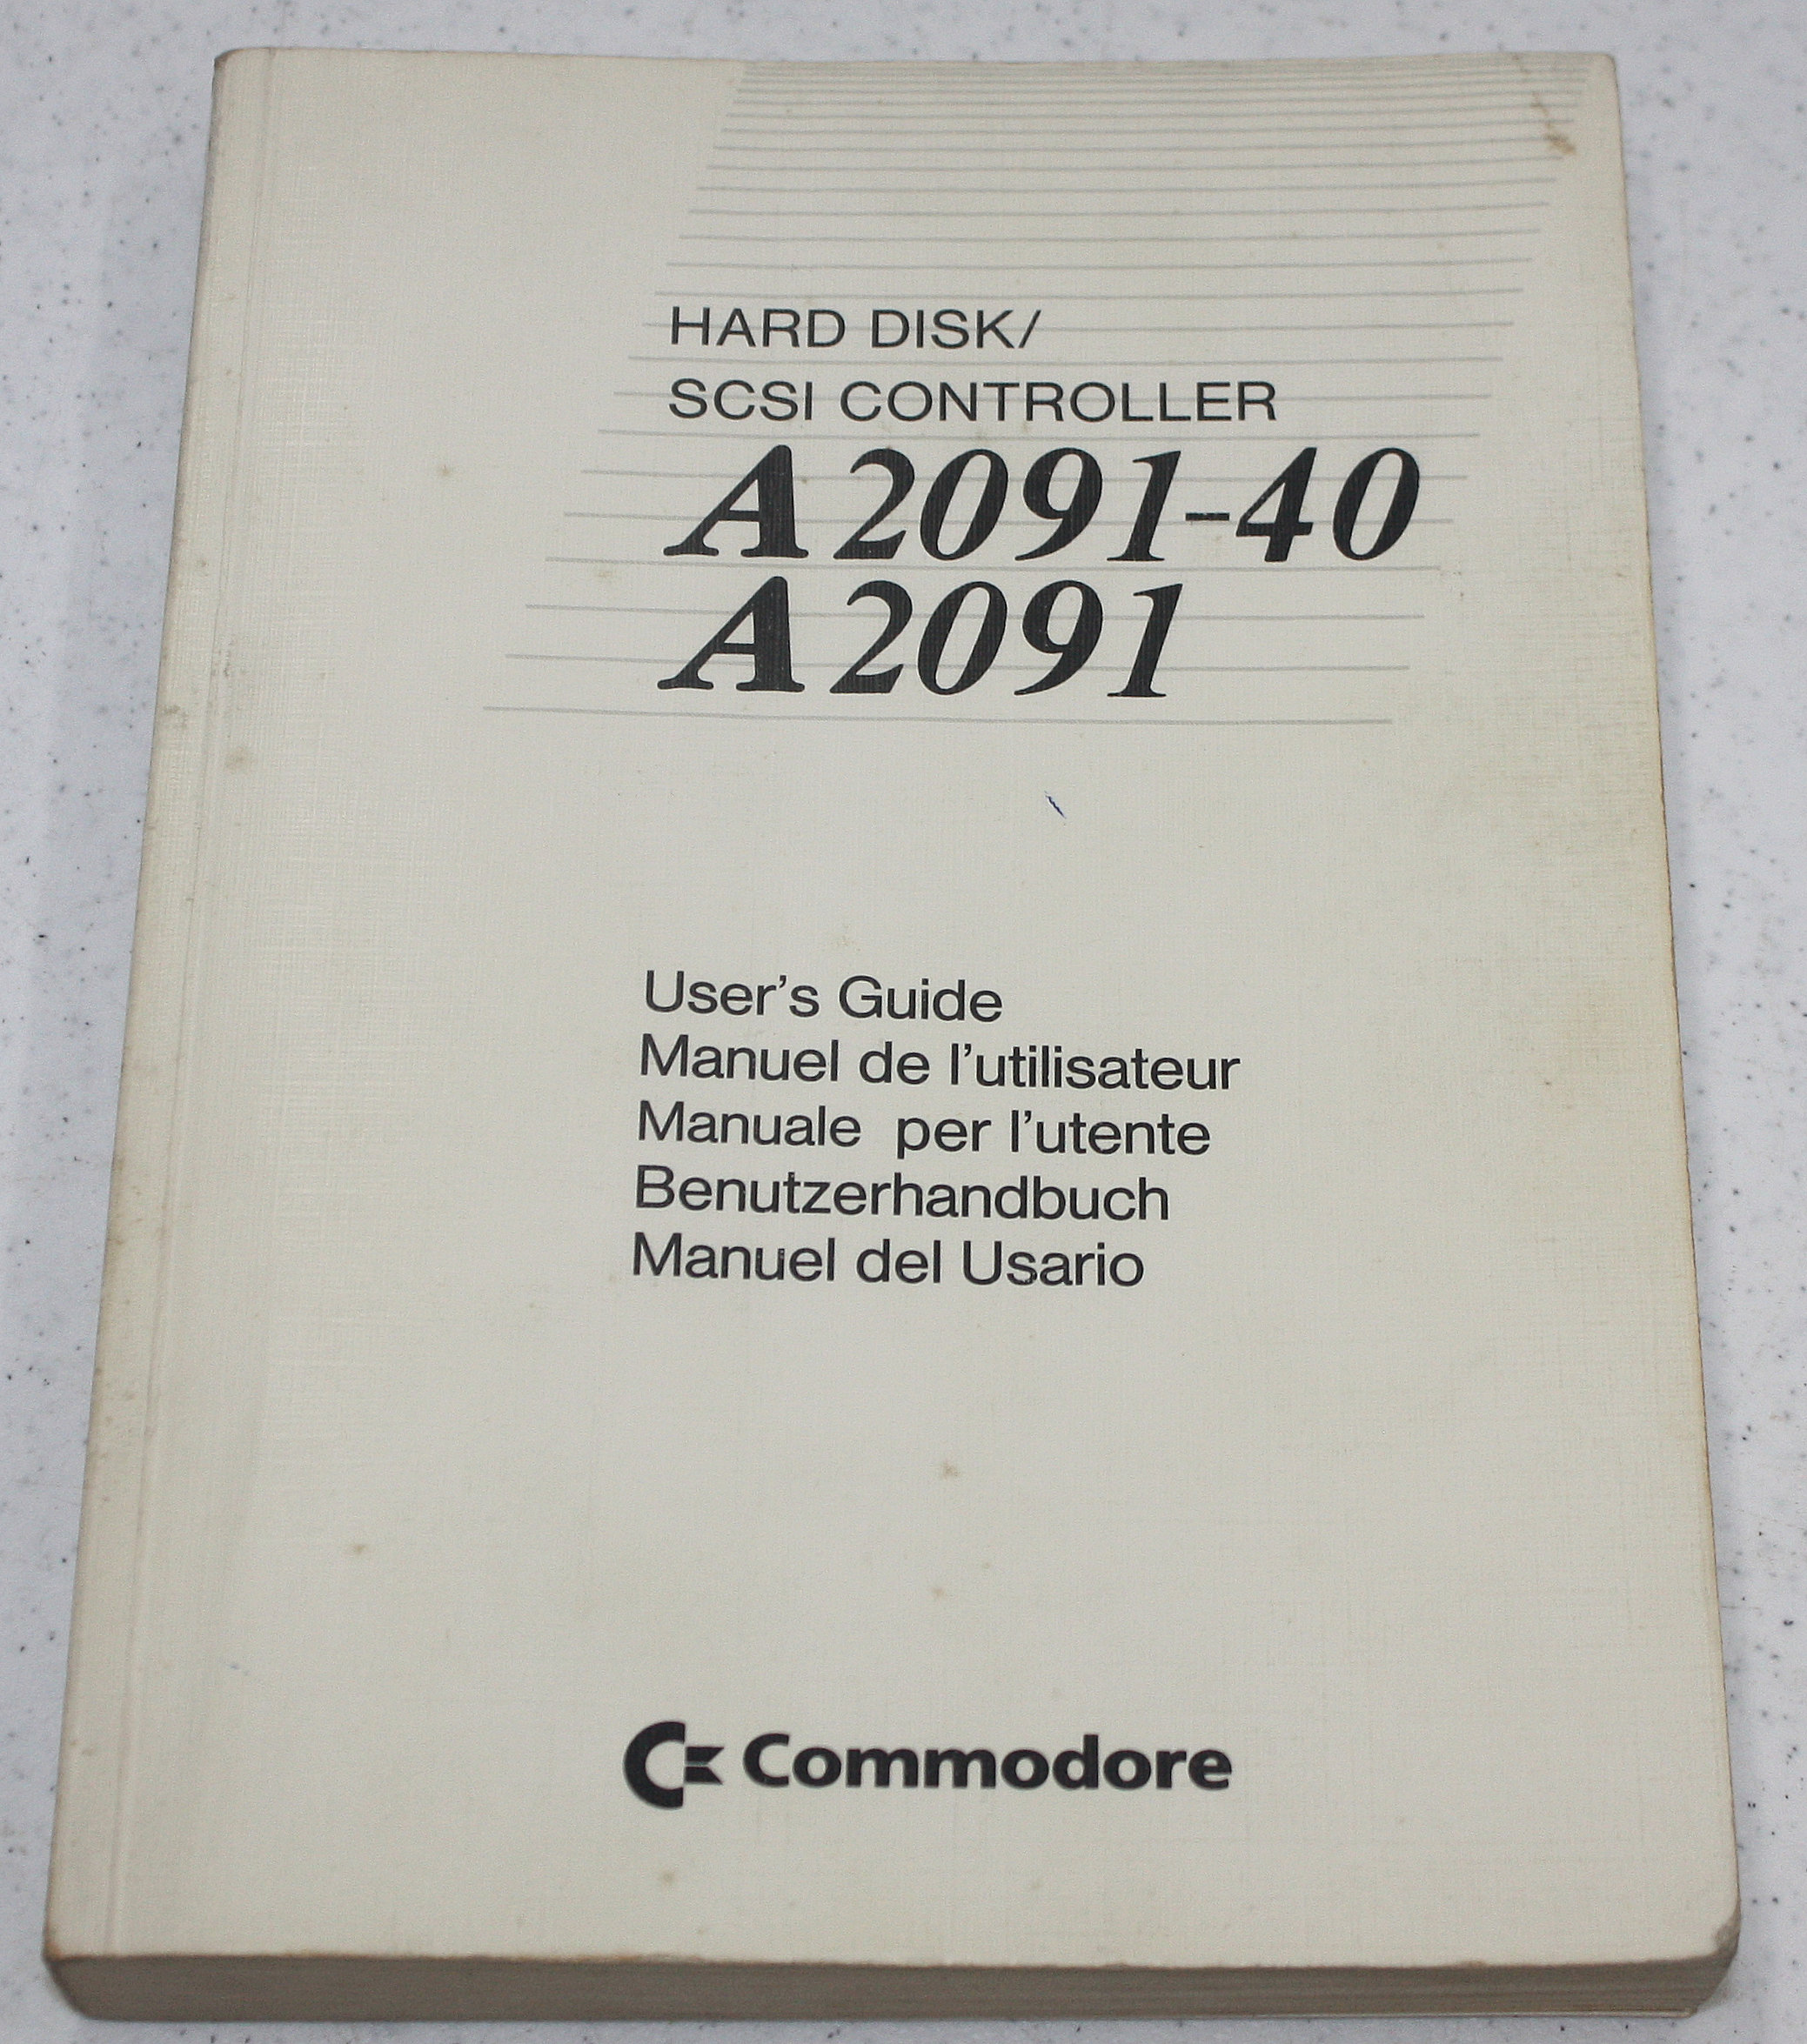 HARD DISK/
SCSI CONTROLLER
A2091-40
A2091
User's Guide
Manuel de l'utilisateur
Manuale per l'utente
Benutzerhandbuch
Manuel del Usario
Commodore